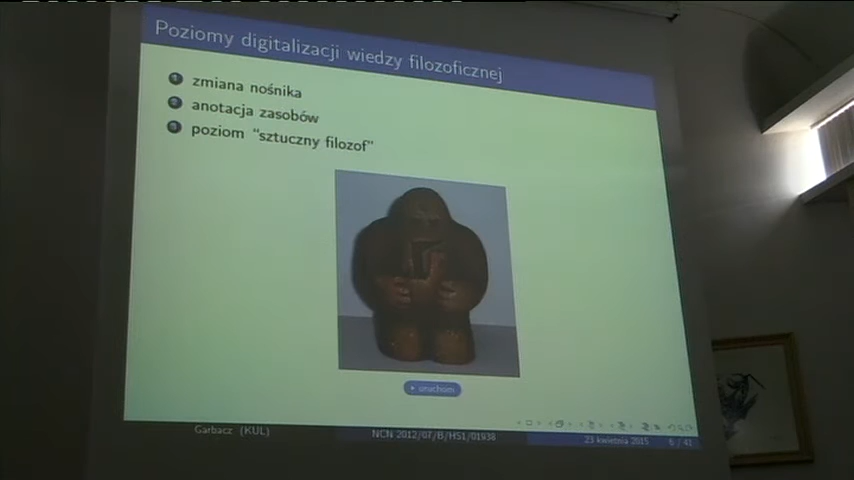 Poziomy digitalizacji wiedzy filozoficznej
1 zmiana nośnika
2 anotacja zasobów
3 poziom "sztuczny filozof"
uruchom
Garbacz (KUL)
NCN 2012/07/B/HS1/01938
23 kwietnia 2015
6 / 41